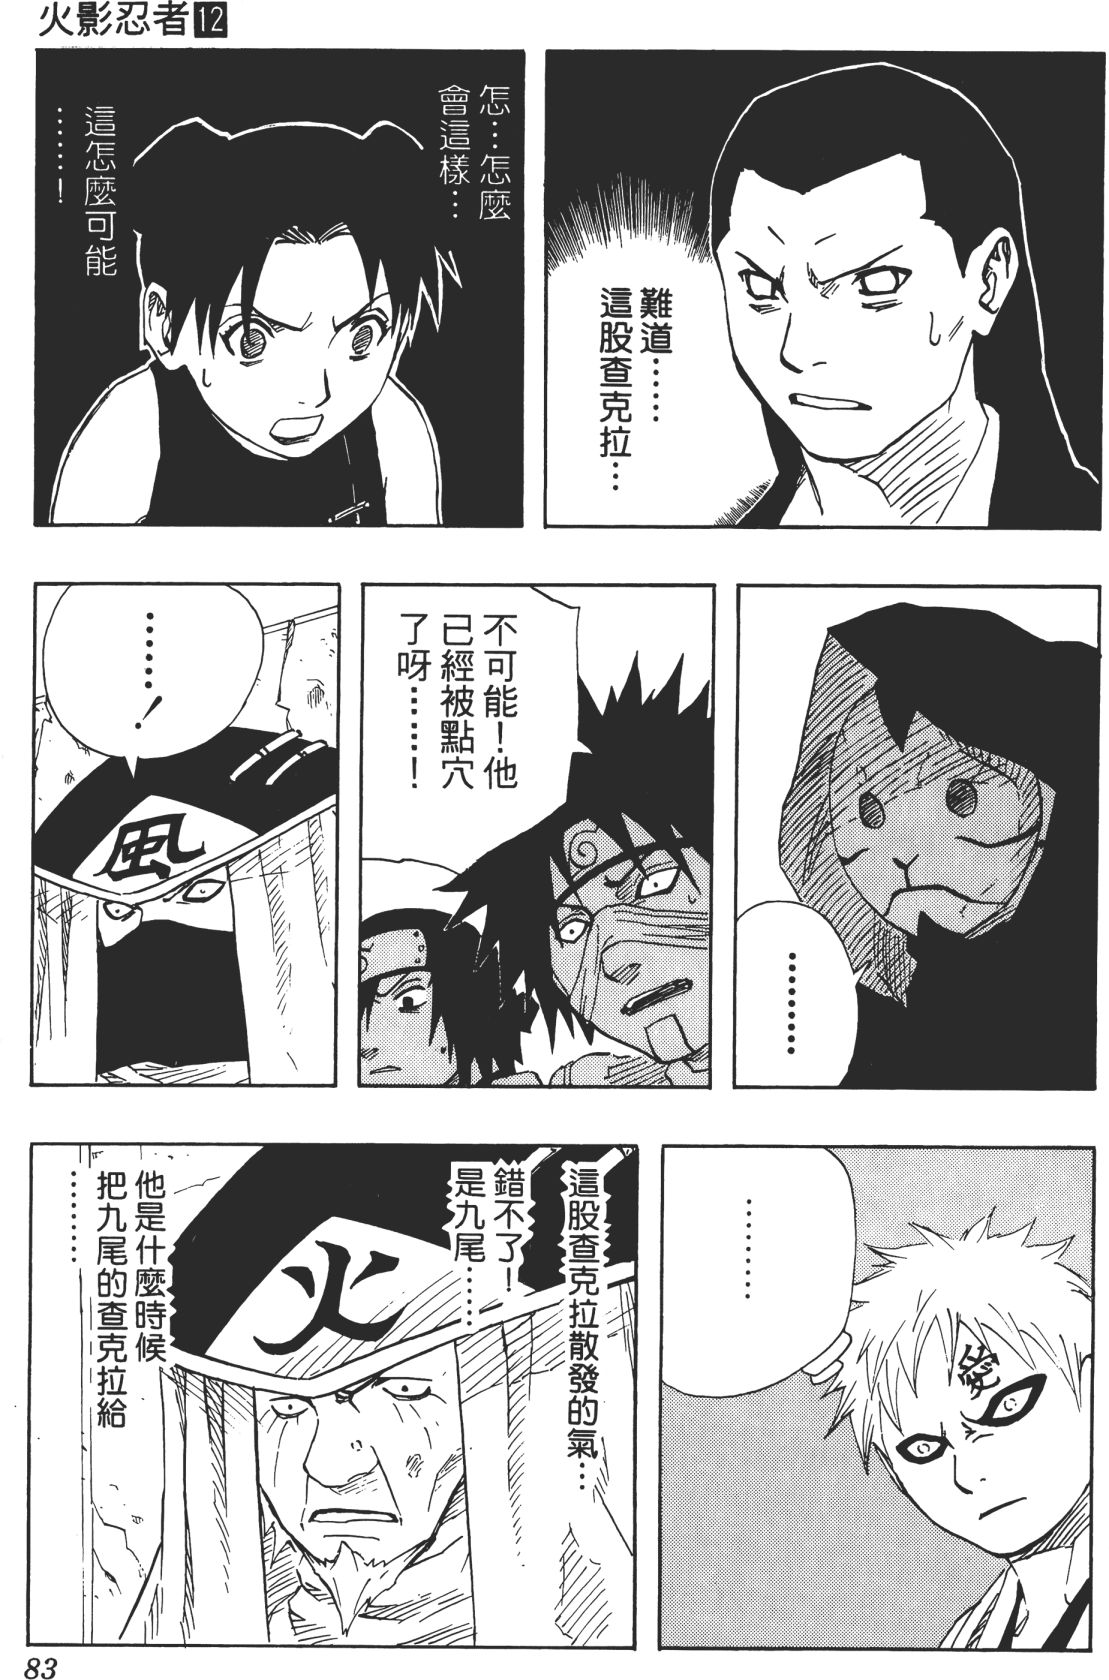 火影忍者12
難道……
這股查克拉…
怎…怎麼
會這樣…
這怎麼可能
……！
………
不可能！他
已經被點穴
了呀……！
……！
風
………
愛
這股查克拉散發的氣…
錯不了！
是九尾……
他是什麼時候
把九尾的查克拉給
………
火
83